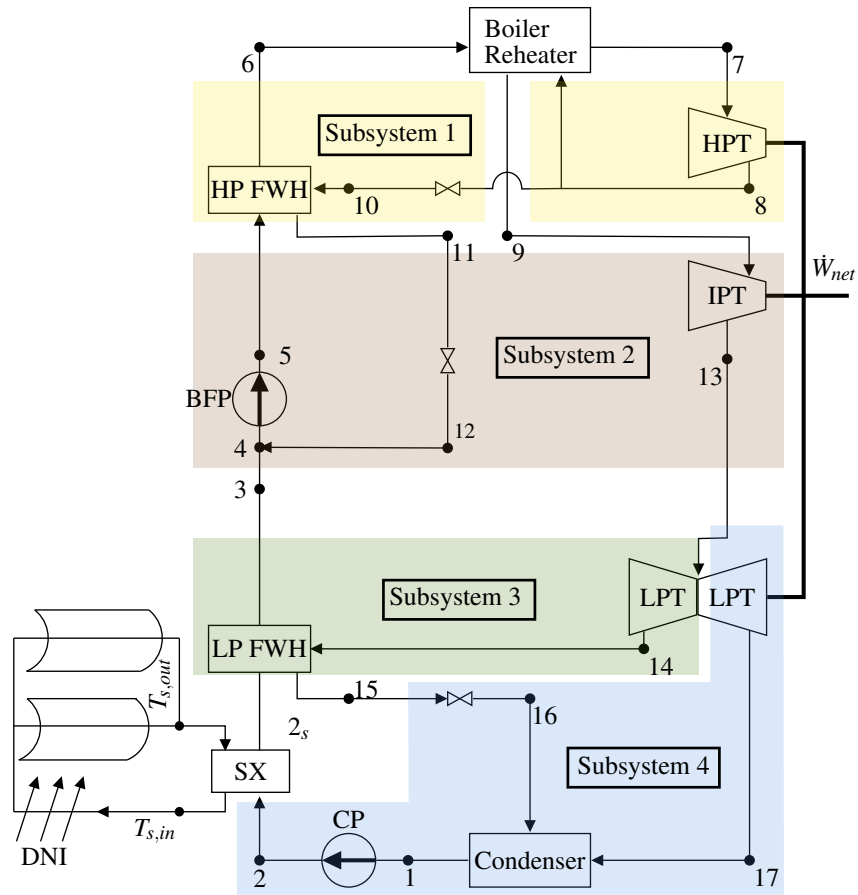 Boiler
Reheater
6
7
Subsystem 1
HPT
HP FWH
10
8
11
9
Ẇnet
IPT
Subsystem 2
5
13
BFP
4
12
3
Subsystem 3
LPT
LPT
LP FWH
14
Ts,out
15
16
2s
SX
Subsystem 4
Ts,in
CP
DNI
2
1
Condenser
17